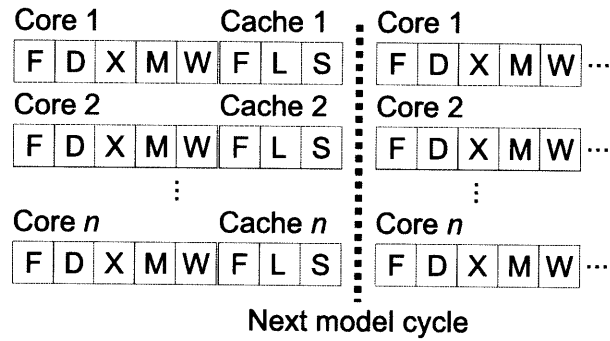 Core 1 Cache 1 Core 1
F D X M W F L S F D X M W ...
Core 2 Cache 2 Core 2
F D X M W F L S F D X M W ...
⋮ ⋮
Core n Cache n Core n
F D X M W F L S F D X M W ...
Next model cycle